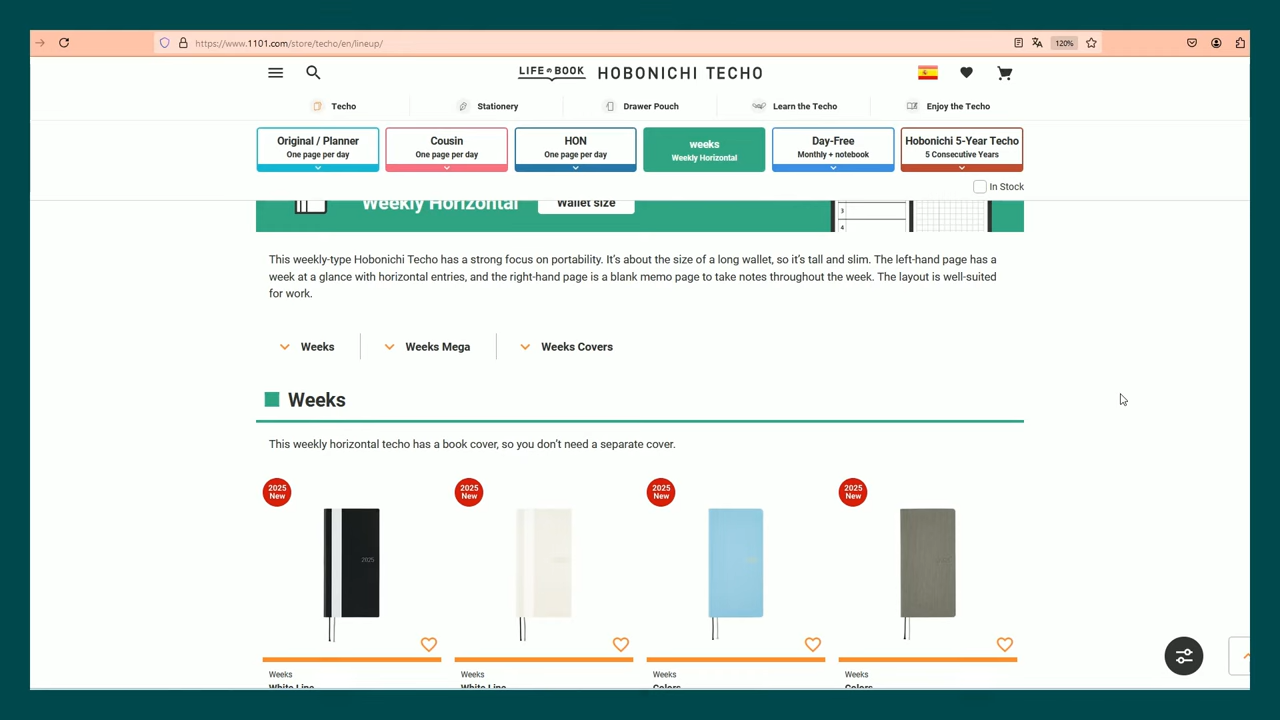 https://www.1101.com/store/techo/en/lineup/
120%
LIFE BOOK HOBONICHI TECHO
Techo
Stationery
Drawer Pouch
Learn the Techo
Enjoy the Techo
Original / Planner
One page per day
Cousin
One page per day
HON
One page per day
weeks
Weekly Horizontal
Day-Free
Monthly + notebook
Hobonichi 5-Year Techo
5 Consecutive Years
In Stock
Weekly Horizontal
Wallet size
3
4
This weekly-type Hobonichi Techo has a strong focus on portability. It's about the size of a long wallet, so it's tall and slim. The left-hand page has a
week at a glance with horizontal entries, and the right-hand page is a blank memo page to take notes throughout the week. The layout is well-suited
for work.
Weeks
Weeks Mega
Weeks Covers
Weeks
This weekly horizontal techo has a book cover, so you don't need a separate cover.
2025
New
2025
New
2025
New
2025
New
2025
Weeks
White Line
Weeks
White Line
Weeks
Colors
Weeks
Colors